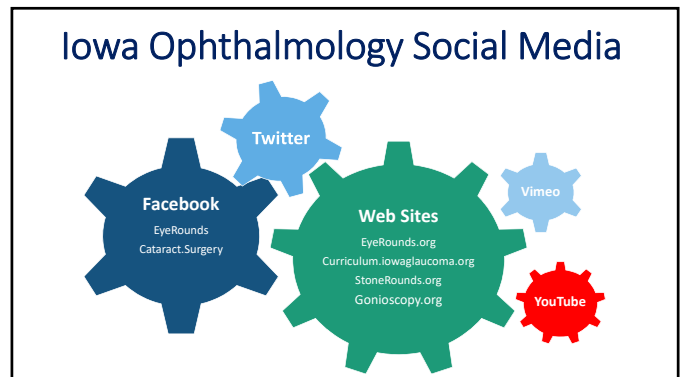 Iowa Ophthalmology Social Media
Twitter
Facebook
EyeRounds
Cataract.Surgery
Web Sites
EyeRounds.org
Curriculum.iowaglaucoma.org
StoneRounds.org
Gonioscopy.org
Vimeo
YouTube